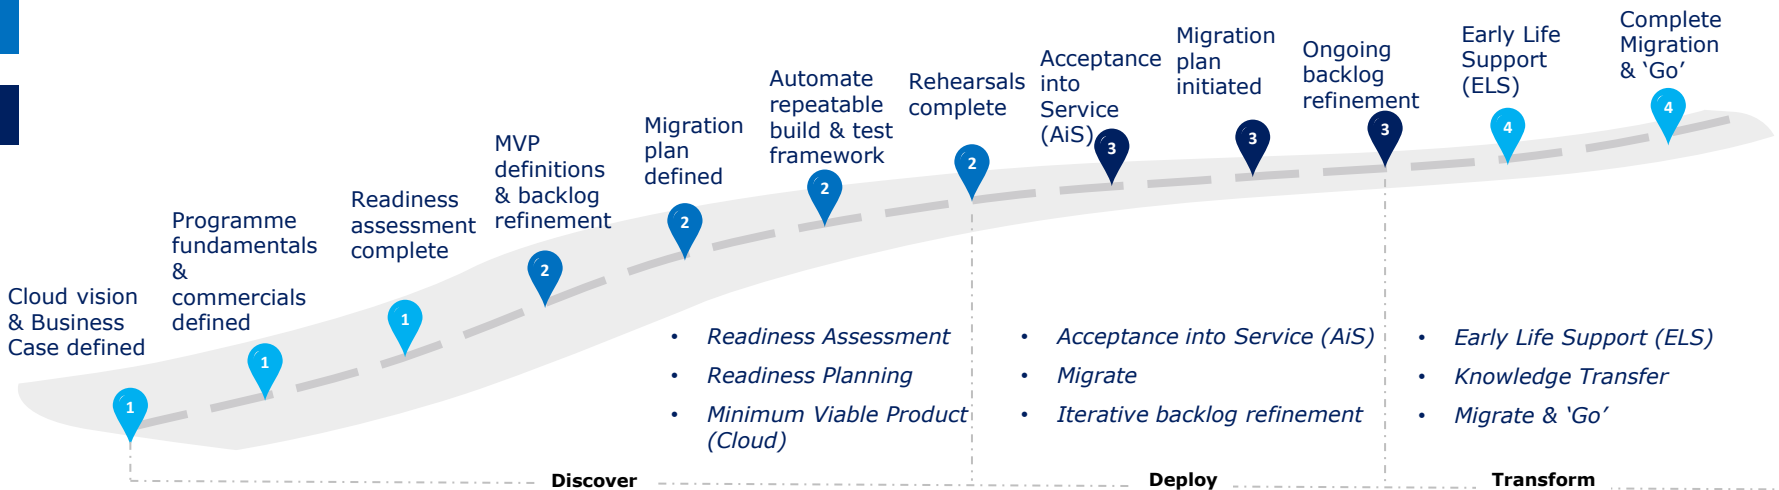 Cloud vision
& Business
Case defined
1
Programme
fundamentals
&
commercials
defined
1
Readiness
assessment
complete
1
MVP
definitions
& backlog
refinement
2
Migration
plan
defined
2
Automate
repeatable
build & test
framework
2
Rehearsals
complete
2
Acceptance
into
Service
(AiS)
3
Migration
plan
initiated
3
Ongoing
backlog
refinement
3
Early Life
Support
(ELS)
4
Complete
Migration
& ‘Go’
4
• Readiness Assessment
• Readiness Planning
• Minimum Viable Product
(Cloud)
• Acceptance into Service (AiS)
• Migrate
• Iterative backlog refinement
• Early Life Support (ELS)
• Knowledge Transfer
• Migrate & ‘Go’
Discover
Deploy
Transform